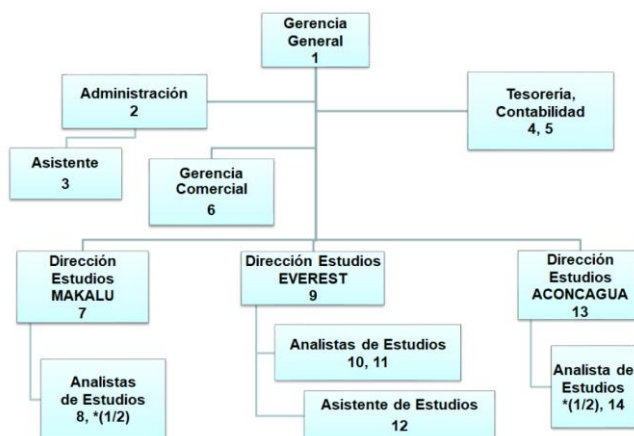 Gerencia
General
1
Administración
2
Tesorería,
Contabilidad
4, 5
Asistente
3
Gerencia
Comercial
6
Dirección
Estudios
MAKALU
7
Dirección Estudios
EVEREST
9
Dirección
Estudios
ACONCAGUA
13
Analistas
de Estudios
8, *(1/2)
Analistas de Estudios
10, 11
Asistente de Estudios
12
Analista de
Estudios
*(1/2), 14